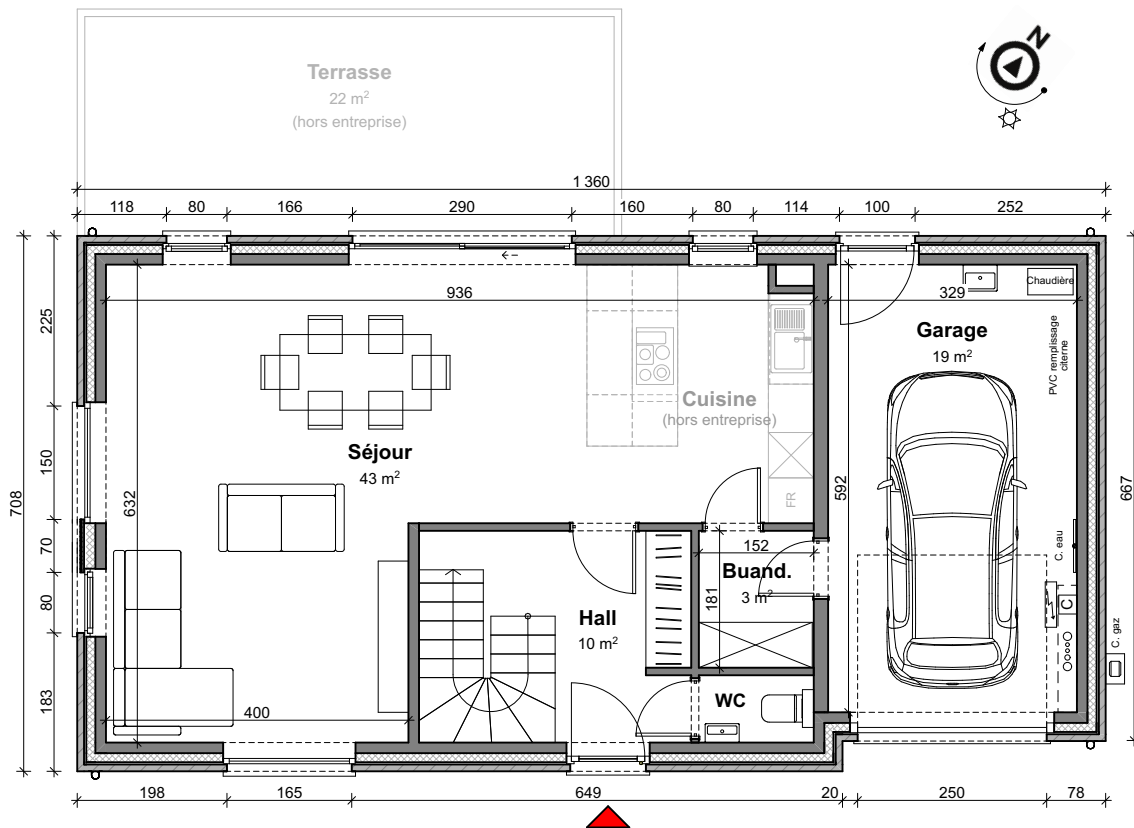 N
Terrasse
22 m²
(hors entreprise)
1 360
118 80 166 290 160 80 114 100 252
936
329
Chaudière
Garage
19 m²
PVC remplissage
citerne
Cuisine
(hors entreprise)
Séjour
43 m²
FR
225
150
70
80
183
708
632
592
667
152
Buand.
3 m²
181
Hall
10 m²
C. eau
C
C. gaz
WC
400
198 165 649 20 250 78